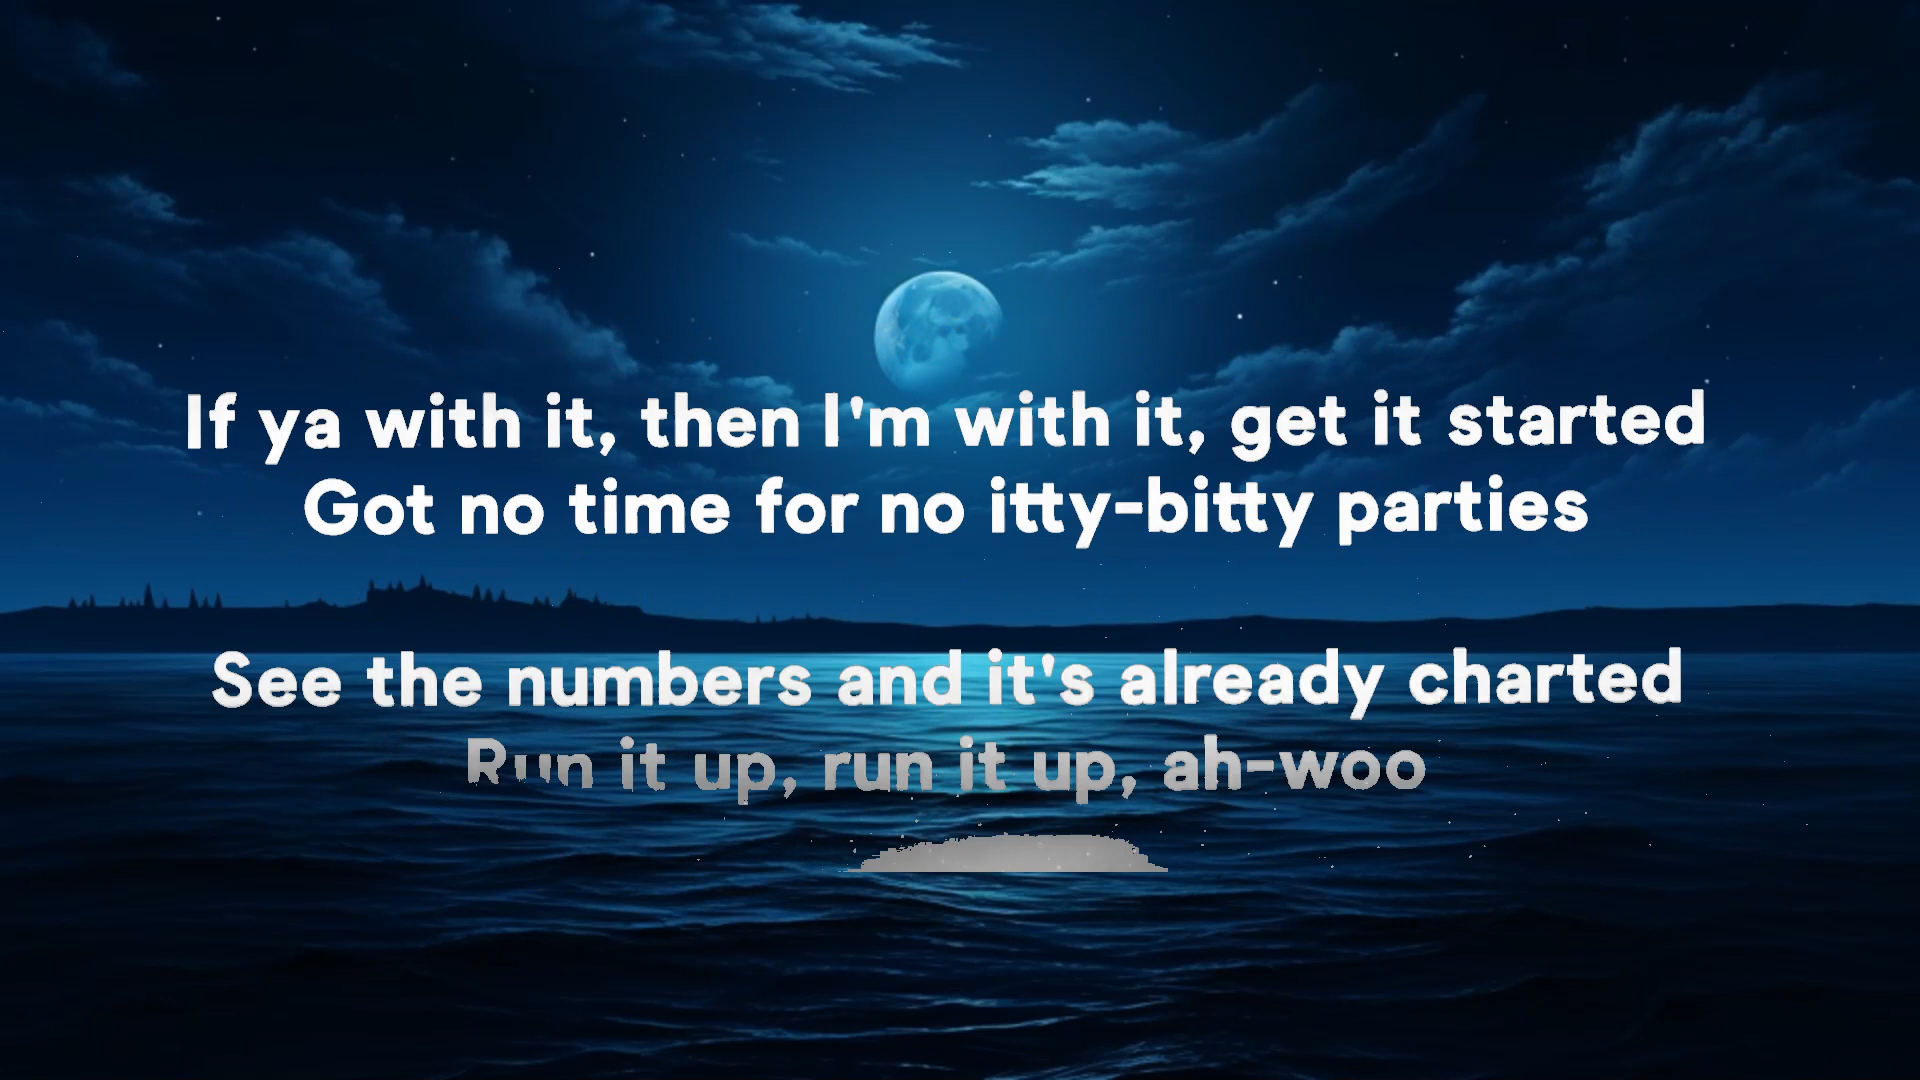 If ya with it, then I'm with it, get it started
Got no time for no itty-bitty parties
See the numbers and it's already charted
Run it up, run it up, ah-woo